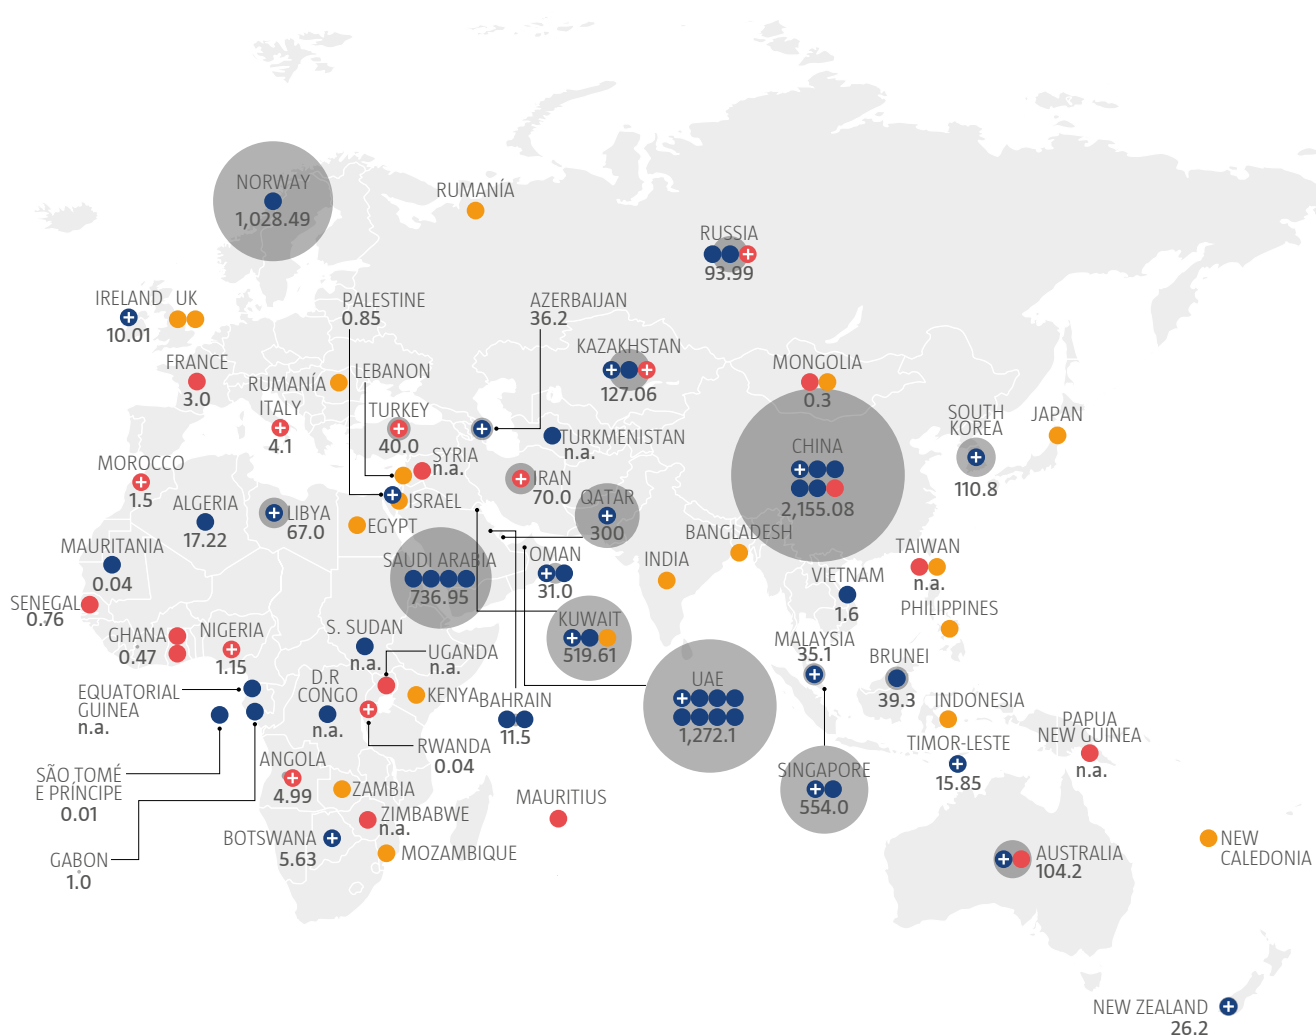 NORWAY
1,028.49
RUMANÍA
RUSSIA
93.99
IRELAND
10.01
UK
PALESTINE
0.85
AZERBAIJAN
36.2
KAZAKHSTAN
127.06
MONGOLIA
0.3
FRANCE
3.0
RUMANÍA
LEBANON
ITALY
4.1
TURKEY
40.0
TURKMENISTAN
n.a.
CHINA
2,155.08
SOUTH
KOREA
110.8
JAPAN
MOROCCO
1.5
SYRIA
n.a.
IRAN
70.0
QATAR
300
ISRAEL
ALGERIA
17.22
LIBYA
67.0
EGYPT
BANGLADESH
MAURITANIA
0.04
SAUDI ARABIA
736.95
OMAN
31.0
INDIA
TAIWAN
n.a.
VIETNAM
1.6
SENEGAL
0.76
PHILIPPINES
GHANA
0.47
NIGERIA
1.15
S. SUDAN
n.a.
UGANDA
n.a.
KUWAIT
519.61
MALAYSIA
35.1
BRUNEI
39.3
EQUATORIAL
GUINEA
n.a.
D.R
CONGO
n.a.
KENYA
BAHRAIN
11.5
UAE
1,272.1
INDONESIA
PAPUA
NEW GUINEA
n.a.
TIMOR-LESTE
15.85
RWANDA
0.04
ANGOLA
4.99
SÃO TOMÉ
E PRÍNCIPE
0.01
ZAMBIA
MAURITIUS
SINGAPORE
554.0
ZIMBABWE
n.a.
BOTSWANA
5.63
MOZAMBIQUE
GABON
1.0
AUSTRALIA
104.2
NEW
CALEDONIA
NEW ZEALAND
26.2